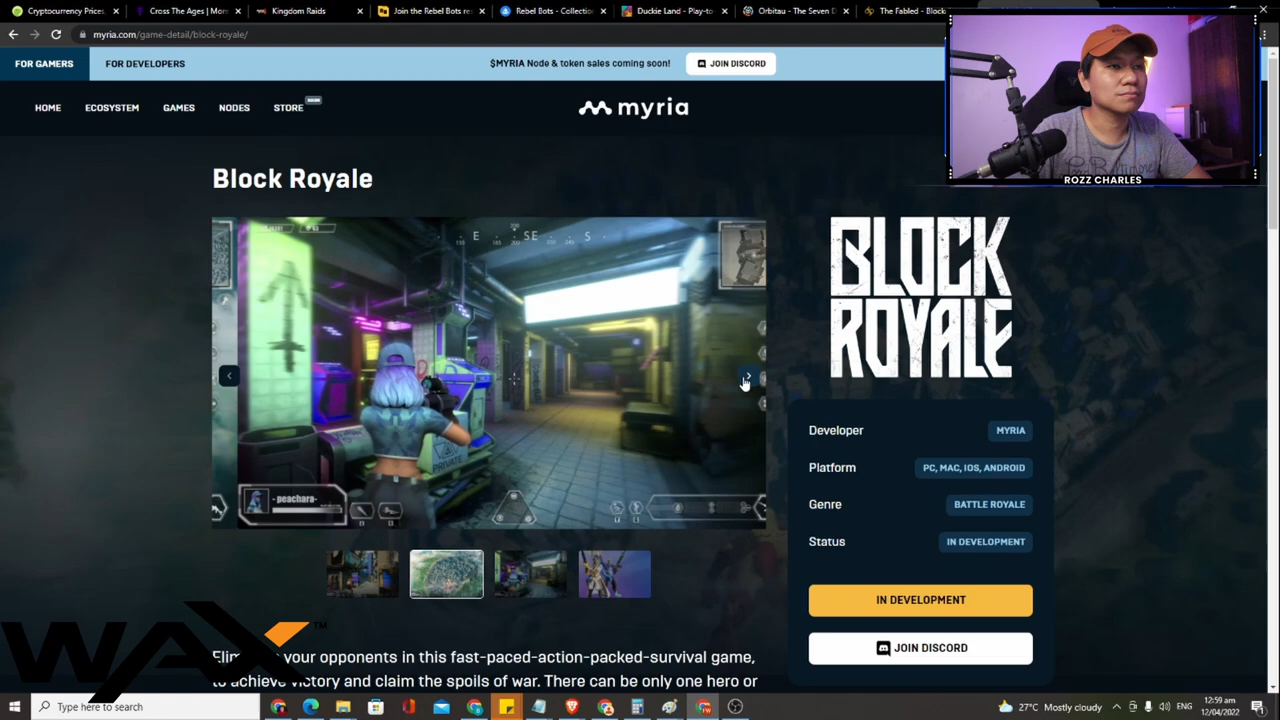 Cryptocurrency Prices,
Cross The Ages | Mo
Kingdom Raids
Join the Rebel Bots re
Rebel Bots - Collectio
Duckie Land - Play-to
Orbitau - The Seven D
The Fabled - Block
myria.com/game-detail/block-royale/
FOR GAMERS
FOR DEVELOPERS
$MYRIA Node & token sales coming soon!
JOIN DISCORD
HOME
ECOSYSTEM
GAMES
NODES
STORE
myria
ROZZ CHARLES
Block Royale
E
SE
S
PRIVATE
-peachara-
BLOCK
ROYALE
Developer
MYRIA
Platform
PC, MAC, IOS, ANDROID
Genre
BATTLE ROYALE
Status
IN DEVELOPMENT
IN DEVELOPMENT
JOIN DISCORD
WAX™
your opponents in this fast-paced-action-packed-survival game,
to achieve victory and claim the spoils of war. There can be only one hero or
Type here to search
27°C Mostly cloudy
ENG
12:59 am
12/04/2022